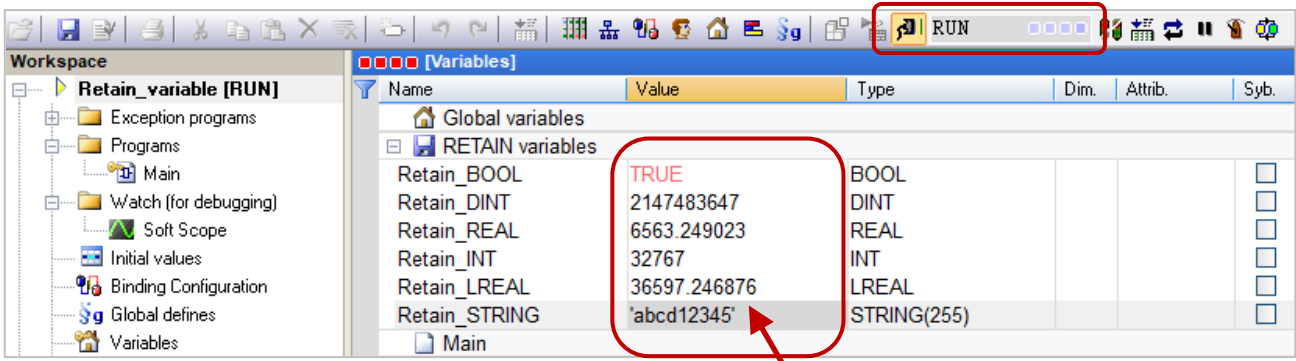 RUN
Workspace
[Variables]
Retain_variable [RUN]
Name Value Type Dim. Attrib. Syb.
Exception programs
Global variables
Programs
RETAIN variables
Main
Retain_BOOL TRUE BOOL
Watch (for debugging)
Retain_DINT 2147483647 DINT
Soft Scope
Retain_REAL 6563.249023 REAL
Initial values
Retain_INT 32767 INT
Binding Configuration
Retain_LREAL 36597.246876 LREAL
Global defines
Retain_STRING 'abcd12345' STRING(255)
Variables
Main